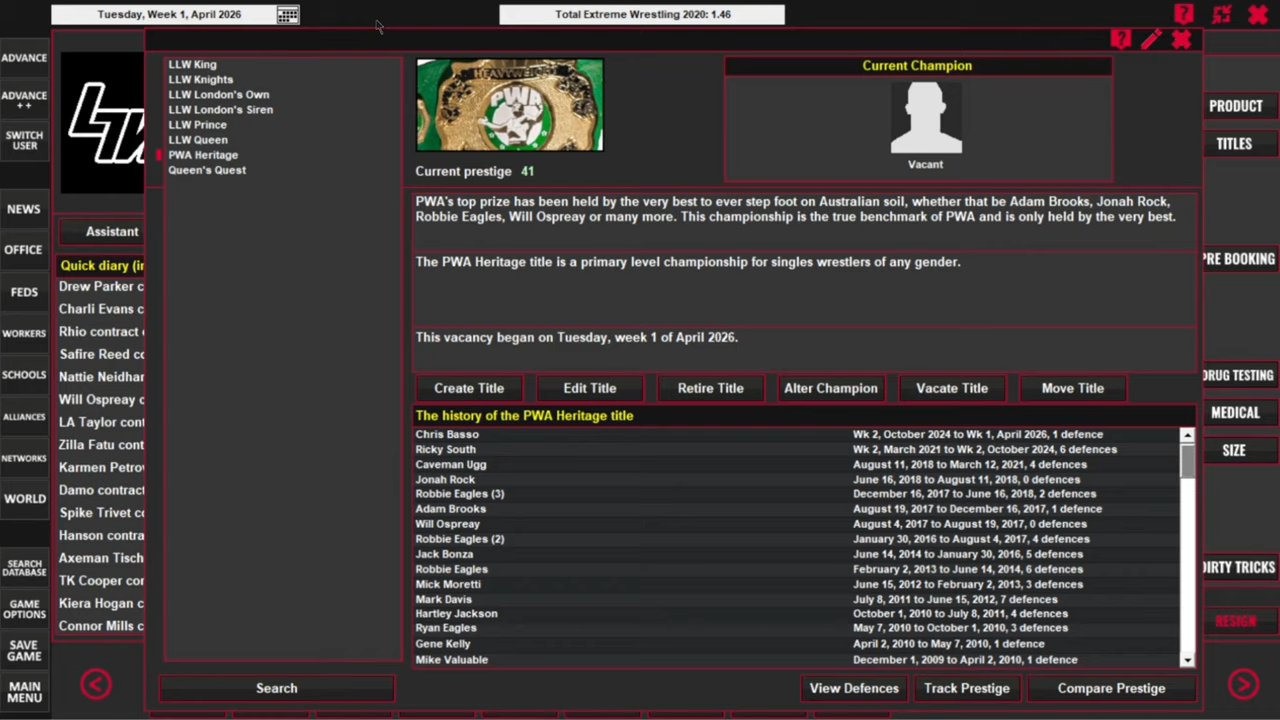 Tuesday, Week 1, April 2026
Total Extreme Wrestling 2020: 1.46
ADVANCE
ADVANCE
++
SWITCH
USER
NEWS
OFFICE
FEDS
WORKERS
SCHOOLS
ALLIANCES
NETWORKS
WORLD
SEARCH
DATABASE
GAME
OPTIONS
SAVE
GAME
MAIN
MENU
Assistant
Quick diary (in
Drew Parker c
Charli Evans c
Rhio contract
Safire Reed co
Nattie Neidhar
Will Ospreay c
LA Taylor cont
Zilla Fatu cont
Karmen Petrov
Damo contract
Spike Trivet co
Hanson contra
Axeman Tisch
TK Cooper cor
Kiera Hogan c
Connor Mills c
LLW King
LLW Knights
LLW London's Own
LLW London's Siren
LLW Prince
LLW Queen
PWA Heritage
Queen's Quest
Search
HEAVYWEIGHT
PWA
Current prestige 41
Current Champion
Vacant
PWA's top prize has been held by the very best to ever step foot on Australian soil, whether that be Adam Brooks, Jonah Rock,
Robbie Eagles, Will Ospreay or many more. This championship is the true benchmark of PWA and is only held by the very best.
The PWA Heritage title is a primary level championship for singles wrestlers of any gender.
This vacancy began on Tuesday, week 1 of April 2026.
Create Title
Edit Title
Retire Title
Alter Champion
Vacate Title
Move Title
The history of the PWA Heritage title
Chris Basso Wk 2, October 2024 to Wk 1, April 2026, 1 defence
Ricky South Wk 2, March 2021 to Wk 2, October 2024, 6 defences
Caveman Ugg August 11, 2018 to March 12, 2021, 4 defences
Jonah Rock June 16, 2018 to August 11, 2018, 0 defences
Robbie Eagles (3) December 16, 2017 to June 16, 2018, 2 defences
Adam Brooks August 19, 2017 to December 16, 2017, 1 defence
Will Ospreay August 4, 2017 to August 19, 2017, 0 defences
Robbie Eagles (2) January 30, 2016 to August 4, 2017, 4 defences
Jack Bonza June 14, 2014 to January 30, 2016, 5 defences
Robbie Eagles February 2, 2013 to June 14, 2014, 6 defences
Mick Moretti June 15, 2012 to February 2, 2013, 3 defences
Mark Davis July 8, 2011 to June 15, 2012, 7 defences
Hartley Jackson October 1, 2010 to July 8, 2011, 4 defences
Ryan Eagles May 7, 2010 to October 1, 2010, 3 defences
Gene Kelly April 2, 2010 to May 7, 2010, 1 defence
Mike Valuable December 1, 2009 to April 2, 2010, 1 defence
View Defences
Track Prestige
Compare Prestige
PRODUCT
TITLES
PRE BOOKING
DRUG TESTING
MEDICAL
SIZE
DIRTY TRICKS
RESIGN